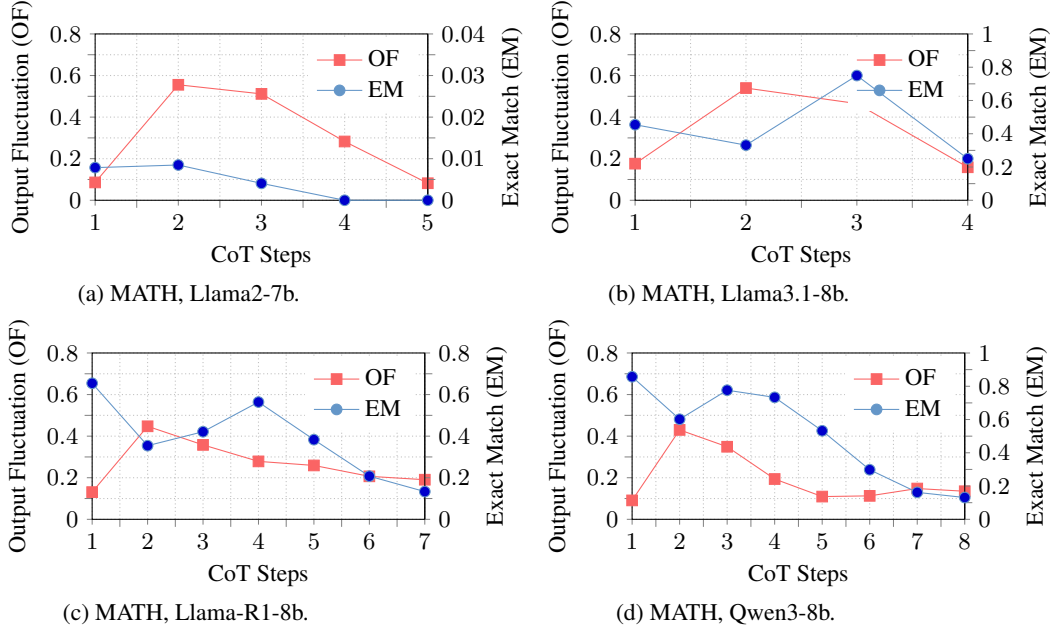 Output Fluctuation (OF)
0.8
0.6
0.4
0.2
0
OF
EM
0.04
0.03
0.02
0.01
0
Exact Match (EM)
1 2 3 4 5
CoT Steps
(a) MATH, Llama2-7b.
Output Fluctuation (OF)
0.8
0.6
0.4
0.2
0
OF
EM
1
0.8
0.6
0.4
0.2
0
Exact Match (EM)
1 2 3 4
CoT Steps
(b) MATH, Llama3.1-8b.
Output Fluctuation (OF)
0.8
0.6
0.4
0.2
0
OF
EM
0.8
0.6
0.4
0.2
0
Exact Match (EM)
1 2 3 4 5 6 7
CoT Steps
(c) MATH, Llama-R1-8b.
Output Fluctuation (OF)
0.8
0.6
0.4
0.2
0
OF
EM
1
0.8
0.6
0.4
0.2
0
Exact Match (EM)
1 2 3 4 5 6 7 8
CoT Steps
(d) MATH, Qwen3-8b.